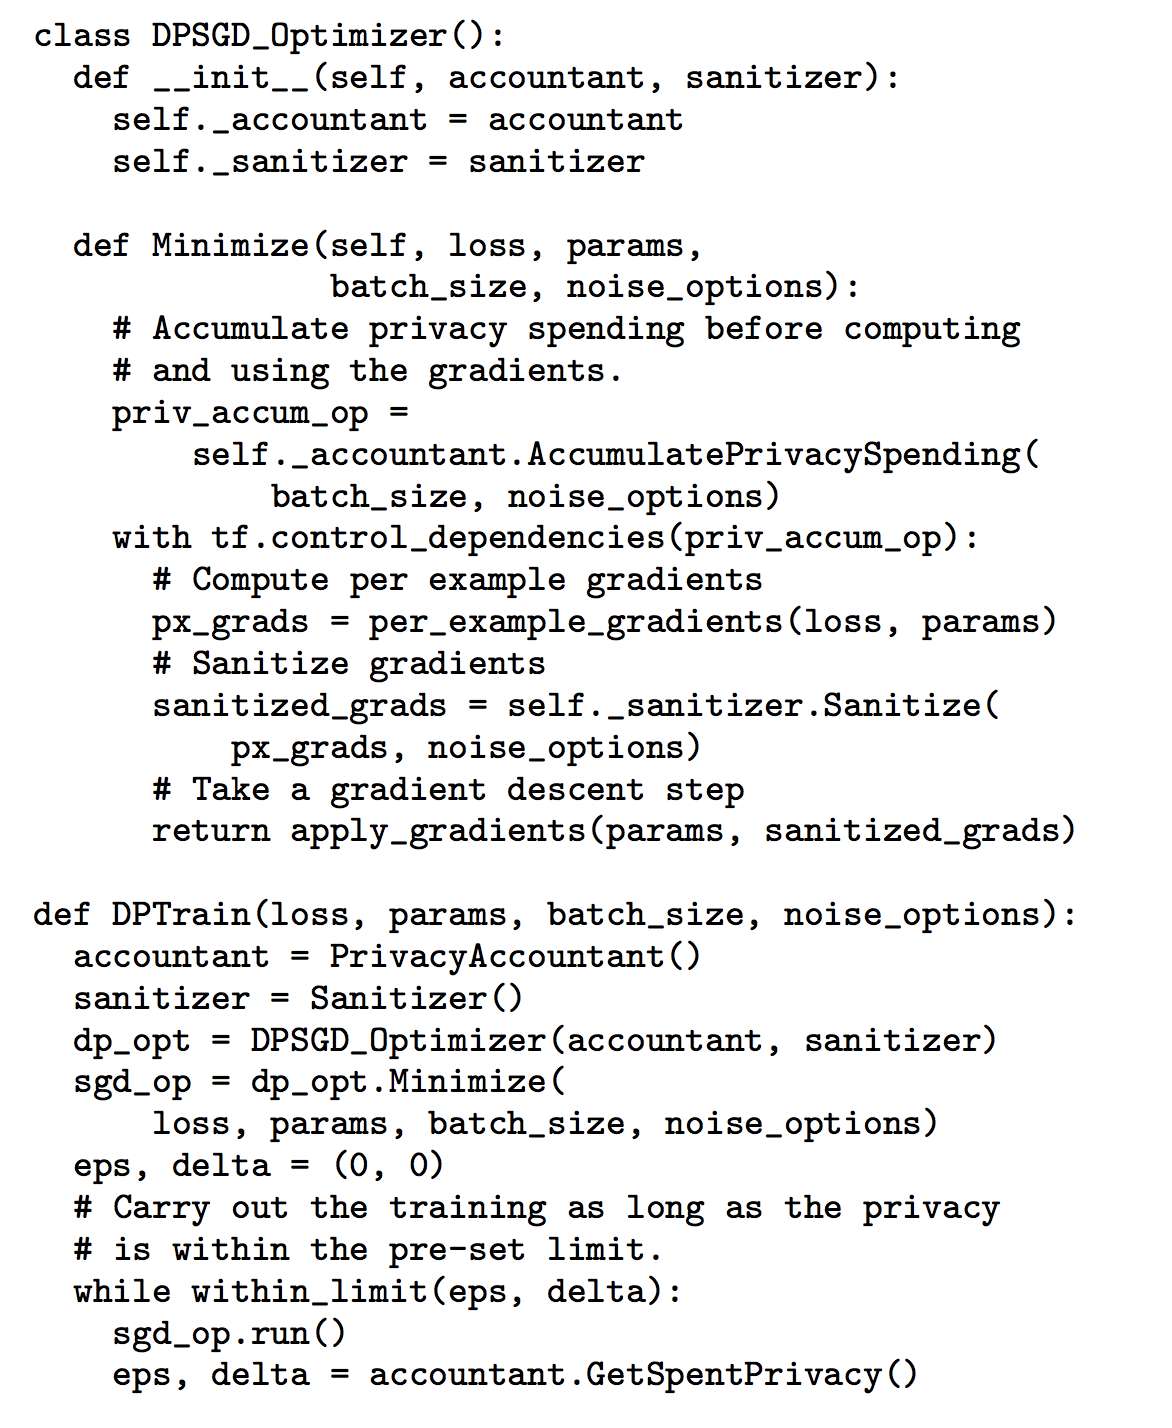 class DPSGD_Optimizer():
  def __init__(self, accountant, sanitizer):
    self._accountant = accountant
    self._sanitizer = sanitizer

  def Minimize(self, loss, params,
               batch_size, noise_options):
    # Accumulate privacy spending before computing
    # and using the gradients.
    priv_accum_op =
        self._accountant.AccumulatePrivacySpending(
            batch_size, noise_options)
    with tf.control_dependencies(priv_accum_op):
      # Compute per example gradients
      px_grads = per_example_gradients(loss, params)
      # Sanitize gradients
      sanitized_grads = self._sanitizer.Sanitize(
          px_grads, noise_options)
      # Take a gradient descent step
      return apply_gradients(params, sanitized_grads)

def DPTrain(loss, params, batch_size, noise_options):
  accountant = PrivacyAccountant()
  sanitizer = Sanitizer()
  dp_opt = DPSGD_Optimizer(accountant, sanitizer)
  sgd_op = dp_opt.Minimize(
      loss, params, batch_size, noise_options)
  eps, delta = (0, 0)
  # Carry out the training as long as the privacy
  # is within the pre-set limit.
  while within_limit(eps, delta):
    sgd_op.run()
    eps, delta = accountant.GetSpentPrivacy()